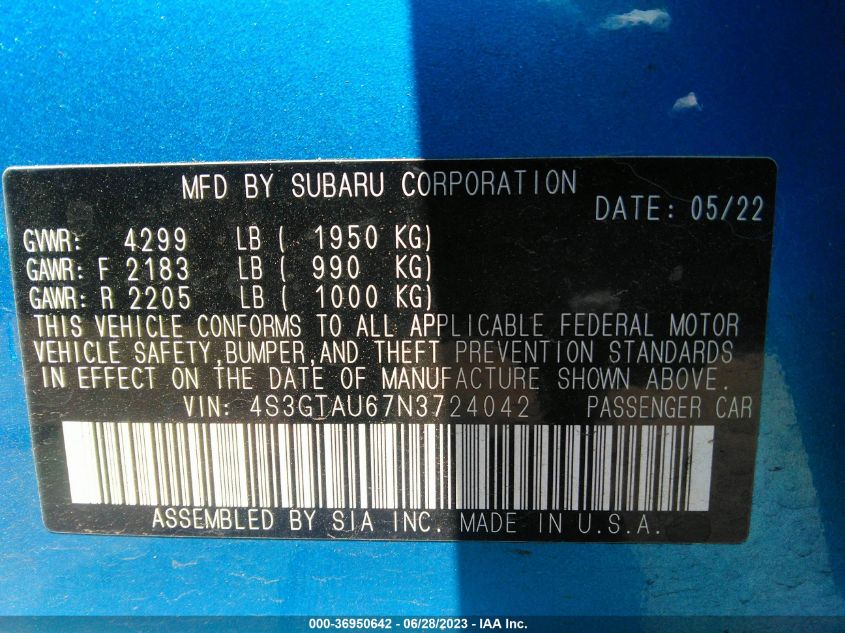 MFD BY SUBARU CORPORATION
DATE: 05/22
GVWR: 4299 LB ( 1950 KG)
GAWR: F 2183 LB ( 990 KG)
GAWR: R 2205 LB ( 1000 KG)
THIS VEHICLE CONFORMS TO ALL APPLICABLE FEDERAL MOTOR
VEHICLE SAFETY,BUMPER,AND THEFT PREVENTION STANDARDS
IN EFFECT ON THE DATE OF MANUFACTURE SHOWN ABOVE.
VIN: 4S3GTAU67N3724042 PASSENGER CAR
ASSEMBLED BY SIA INC. MADE IN U.S.A.
000-36950642 - 06/28/2023 - IAA Inc.